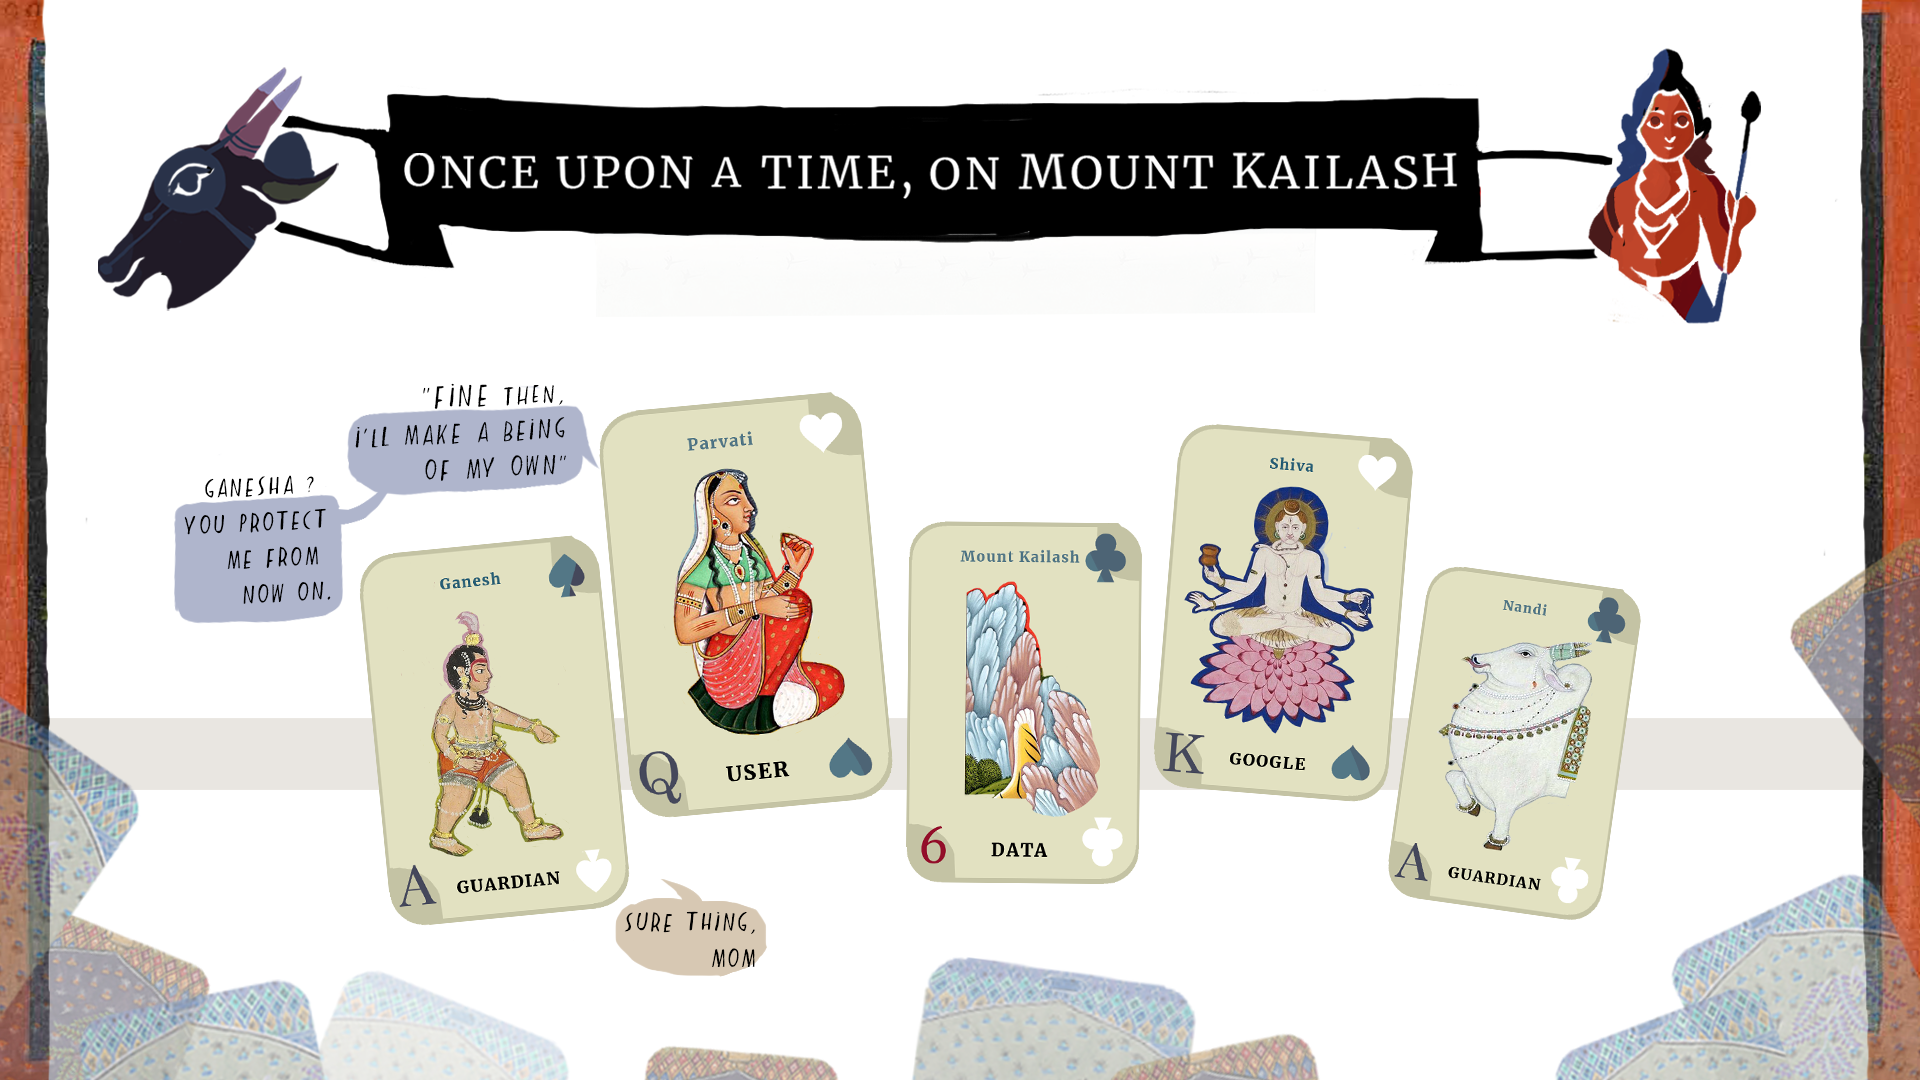 ONCE UPON A TIME, ON MOUNT KAILASH
"FINE THEN,
I'LL MAKE A BEING
OF MY OWN"
GANESHA ?
YOU PROTECT
ME FROM
NOW ON.
Ganesh
A
GUARDIAN
SURE THING,
MOM
Parvati
Q
USER
Mount Kailash
6
DATA
Shiva
K
GOOGLE
Nandi
A
GUARDIAN